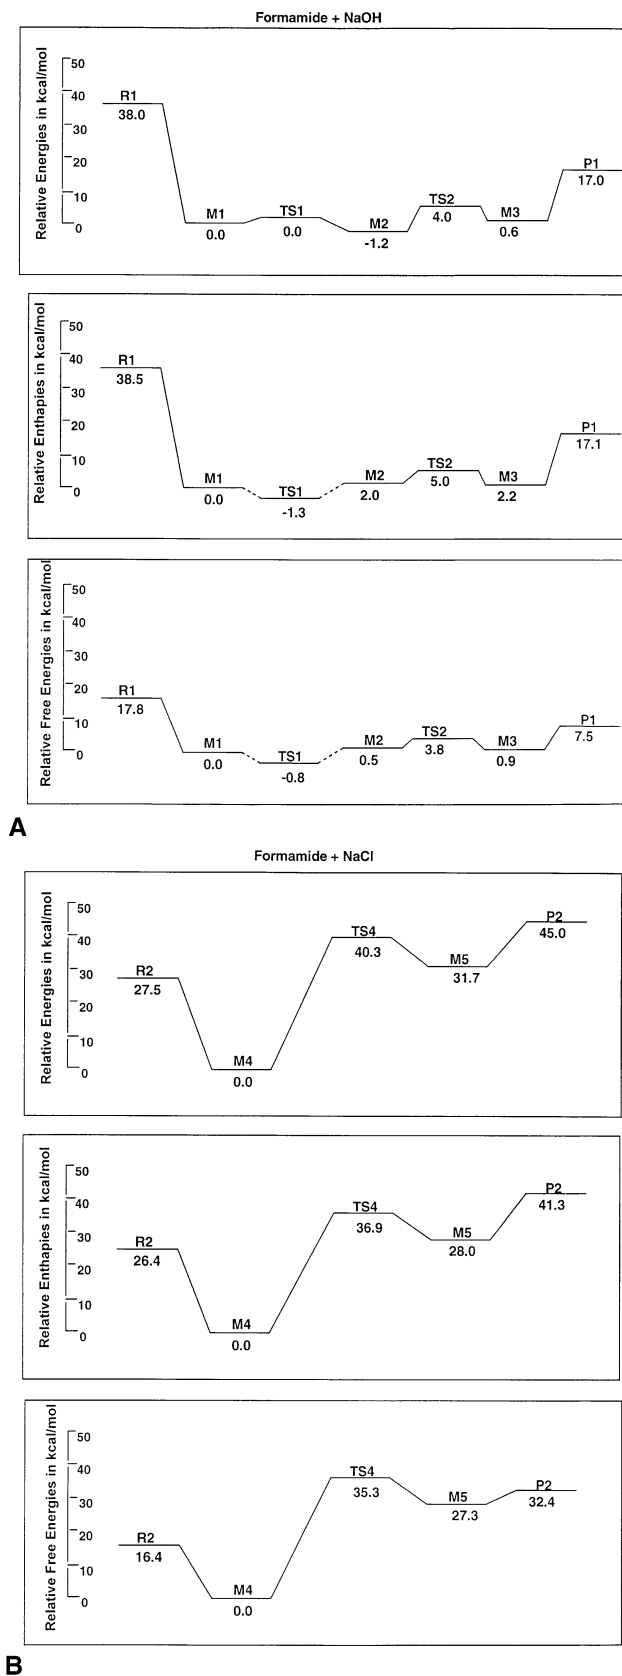 Formamide + NaOH
Relative Energies in kcal/mol
50
40
30
20
10
0
R1
38.0
M1
0.0
TS1
0.0
M2
-1.2
TS2
4.0
M3
0.6
P1
17.0
Relative Enthapies in kcal/mol
50
40
30
20
10
0
R1
38.5
M1
0.0
TS1
-1.3
M2
2.0
TS2
5.0
M3
2.2
P1
17.1
Relative Free Energies in kcal/mol
50
40
30
20
10
0
R1
17.8
M1
0.0
TS1
-0.8
M2
0.5
TS2
3.8
M3
0.9
P1
7.5
A
Formamide + NaCl
Relative Energies in kcal/mol
50
40
30
20
10
0
R2
27.5
M4
0.0
TS4
40.3
M5
31.7
P2
45.0
Relative Enthapies in kcal/mol
50
40
30
20
10
0
R2
26.4
M4
0.0
TS4
36.9
M5
28.0
P2
41.3
Relative Free Energies in kcal/mol
50
40
30
20
10
0
R2
16.4
M4
0.0
TS4
35.3
M5
27.3
P2
32.4
B